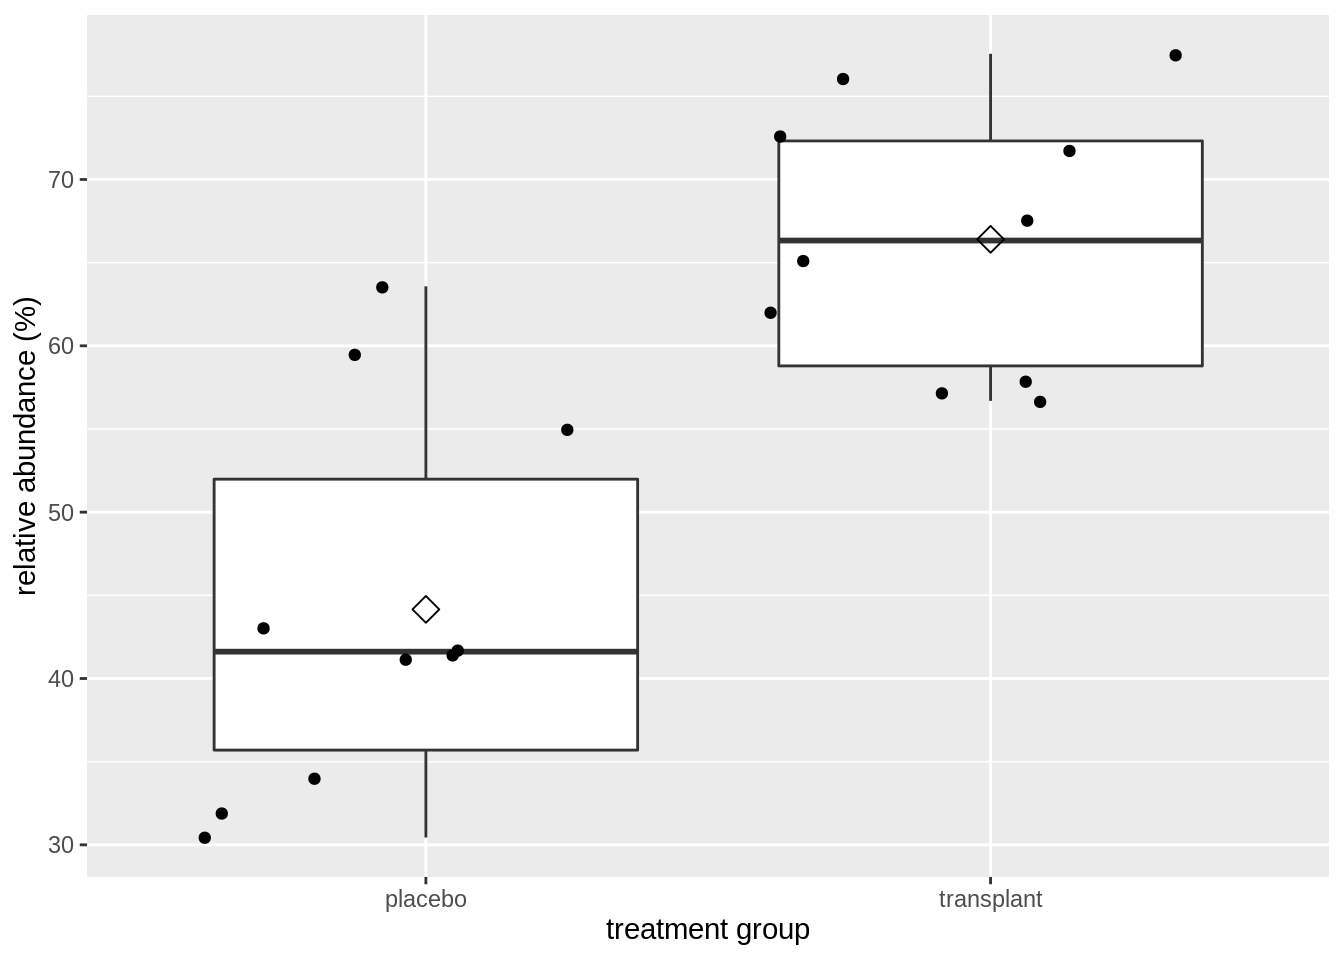 relative abundance (%)
70
60
50
40
30
placebo
transplant
treatment group